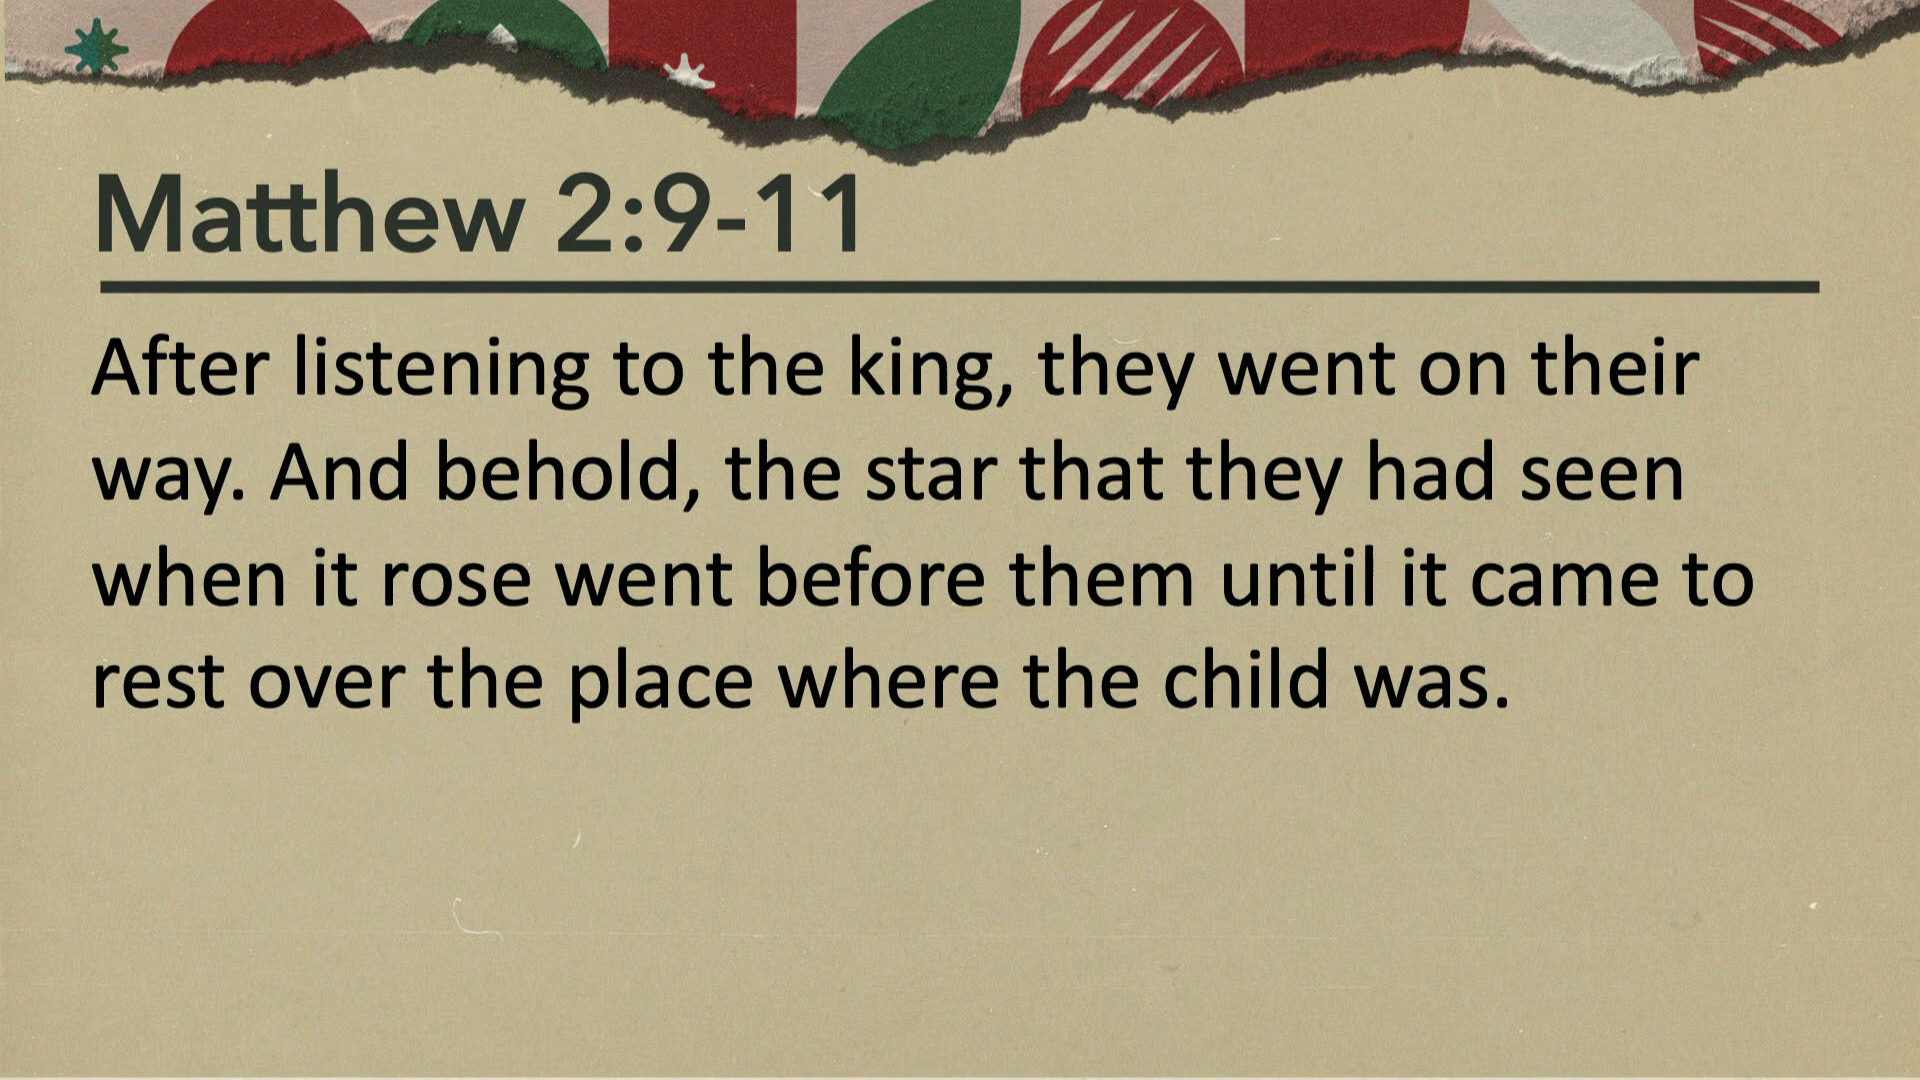 Matthew 2:9-11
After listening to the king, they went on their
way. And behold, the star that they had seen
when it rose went before them until it came to
rest over the place where the child was.